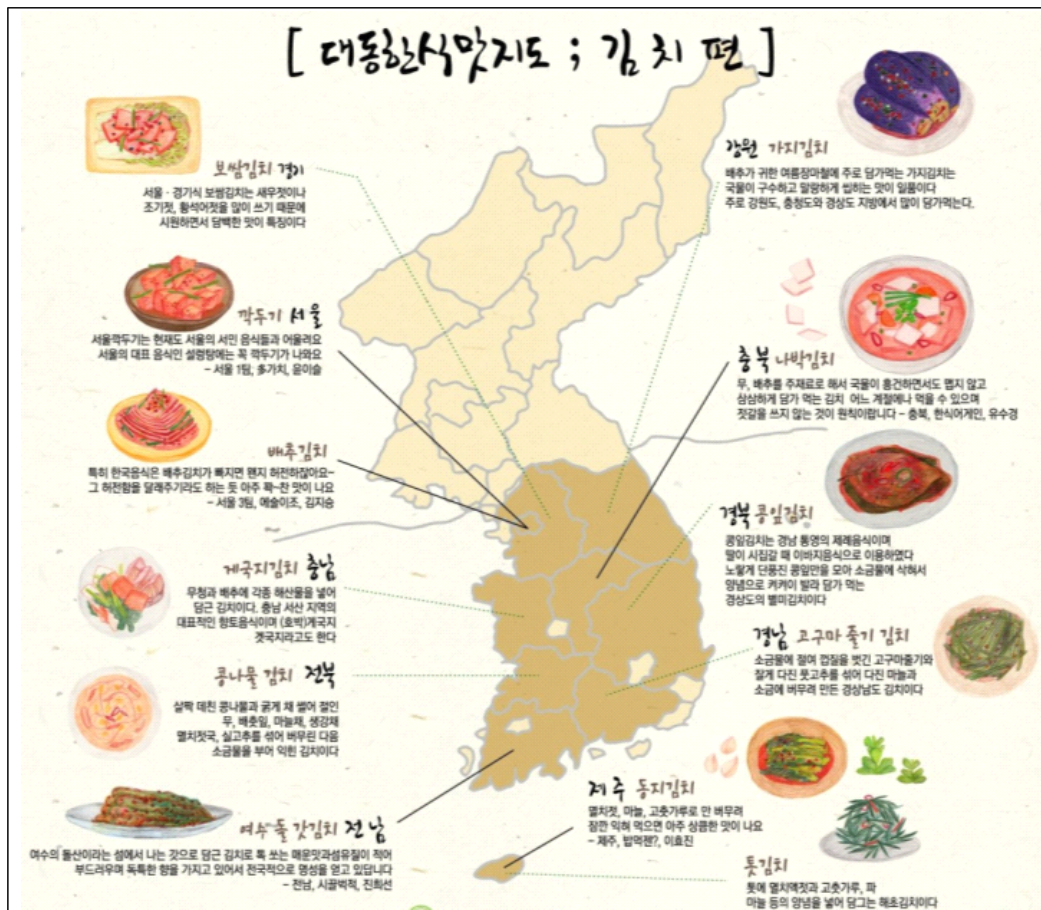 [ 대동한식맛지도 ; 김치 편 ]
보쌈김치 경기
서울 · 경기식 보쌈김치는 새우젓이나
조기젓, 황석어젓을 많이 쓰기 때문에
시원하면서 담백한 맛이 특징이다
깍두기 서울
서울깍두기는 현재도 서울의 서민 음식들과 어울려요
서울의 대표 음식인 설렁탕에는 꼭 깍두기가 나와요
- 서울 1팀; 多가치, 윤이슬
배추김치
특히 한국음식은 배추김치가 빠지면 왠지 허전하잖아요~
그 허전함을 달래주기라도 하는 듯 아주 꽉~찬 맛이 나요
- 서울 3팀, 에슬이조, 김지승
게국지김치 충남
무청과 배추에 각종 해산물을 넣어
담근 김치이다. 충남 서산 지역의
대표적인 향토음식이며 (호박)게국지
갯국지라고도 한다
콩나물 김치 전북
살짝 데친 콩나물과 굵게 채 썰어 절인
무, 배춧잎, 마늘채, 생강채
멸치젓국, 실고추를 섞어 버무린 다음
소금물을 부어 익힌 김치이다
여수 돌 갓김치 전남
여수의 돌산이라는 섬에서 나는 갓으로 담근 김치로 톡 쏘는 매운맛과섬유질이 적어
부드러우며 독특한 향을 가지고 있어서 전국적으로 명성을 얻고 있답니다
- 전남, 시끌벅적, 진희선
강원 가지김치
배추가 귀한 여름장마철에 주로 담가먹는 가지김치는
국물이 구수하고 말랑하게 씹히는 맛이 일품이다
주로 강원도, 충청도와 경상도 지방에서 많이 담가먹는다.
충북 나박김치
무, 배추를 주재료로 해서 국물이 흥건하면서도 맵지 않고
삼삼하게 담가 먹는 김치 어느 계절에나 먹을 수 있으며
젓갈을 쓰지 않는 것이 원칙이랍니다 - 충북, 한식어게인, 유수경
경북 콩잎김치
콩잎김치는 경남 통영의 제례음식이며
딸이 시집갈 때 이바지음식으로 이용하였다
노랗게 단풍진 콩잎만을 모아 소금물에 삭혀서
양념으로 켜켜이 발라 담가 먹는
경상도의 별미김치이다
경남 고구마 줄기 김치
소금물에 절여 껍질을 벗긴 고구마줄기와
잘게 다진 풋고추를 섞어 다진 마늘과
소금에 버무려 만든 경상남도 김치이다
제주 동지김치
멸치젓, 마늘, 고춧가루로 만 버무려
잠깐 익혀 먹으면 아주 상큼한 맛이 나요
- 제주, 밥먹젠?, 이효진
톳김치
톳에 멸치액젓과 고춧가루, 파
마늘 등의 양념을 넣어 담그는 해초김치이다